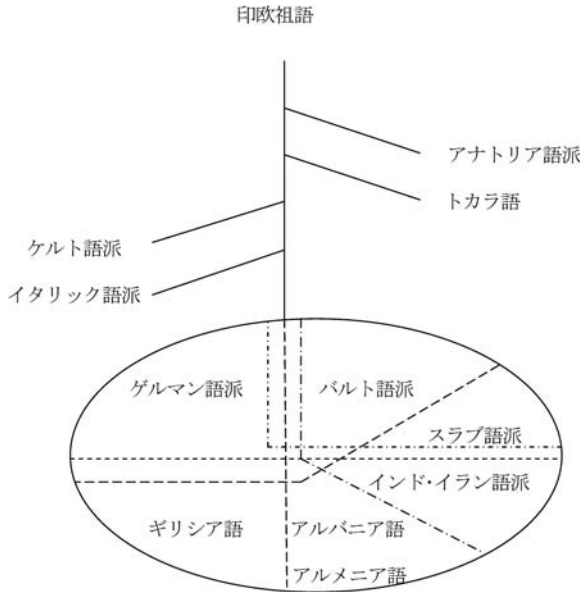 印欧祖語
アナトリア語派
トカラ語
ケルト語派
イタリック語派
ゲルマン語派
バルト語派
スラブ語派
インド・イラン語派
ギリシア語
アルバニア語
アルメニア語